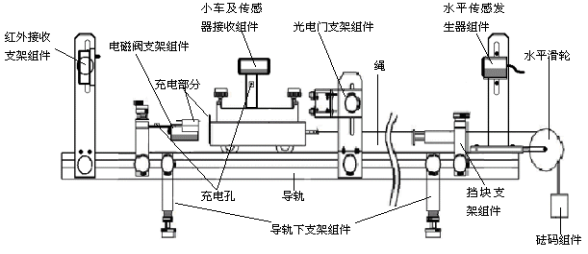 小车及传感
器接收组件
水平传感发
生器组件
红外接收
支架组件
电磁阀支架组件
光电门支架组件
充电部分
绳
水平滑轮
充电孔
导轨
挡块支
架组件
导轨下支架组件
砝码组件